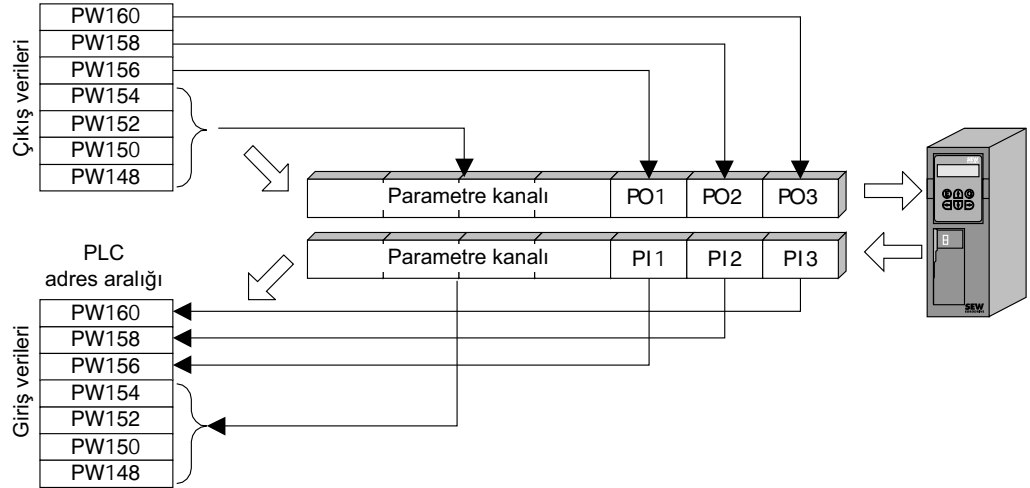 Çıkış verileri
PW160
PW158
PW156
PW154
PW152
PW150
PW148
Parametre kanalı PO1 PO2 PO3
Parametre kanalı PI1 PI2 PI3
PLC
adres aralığı
Giriş verileri
PW160
PW158
PW156
PW154
PW152
PW150
PW148
SEW